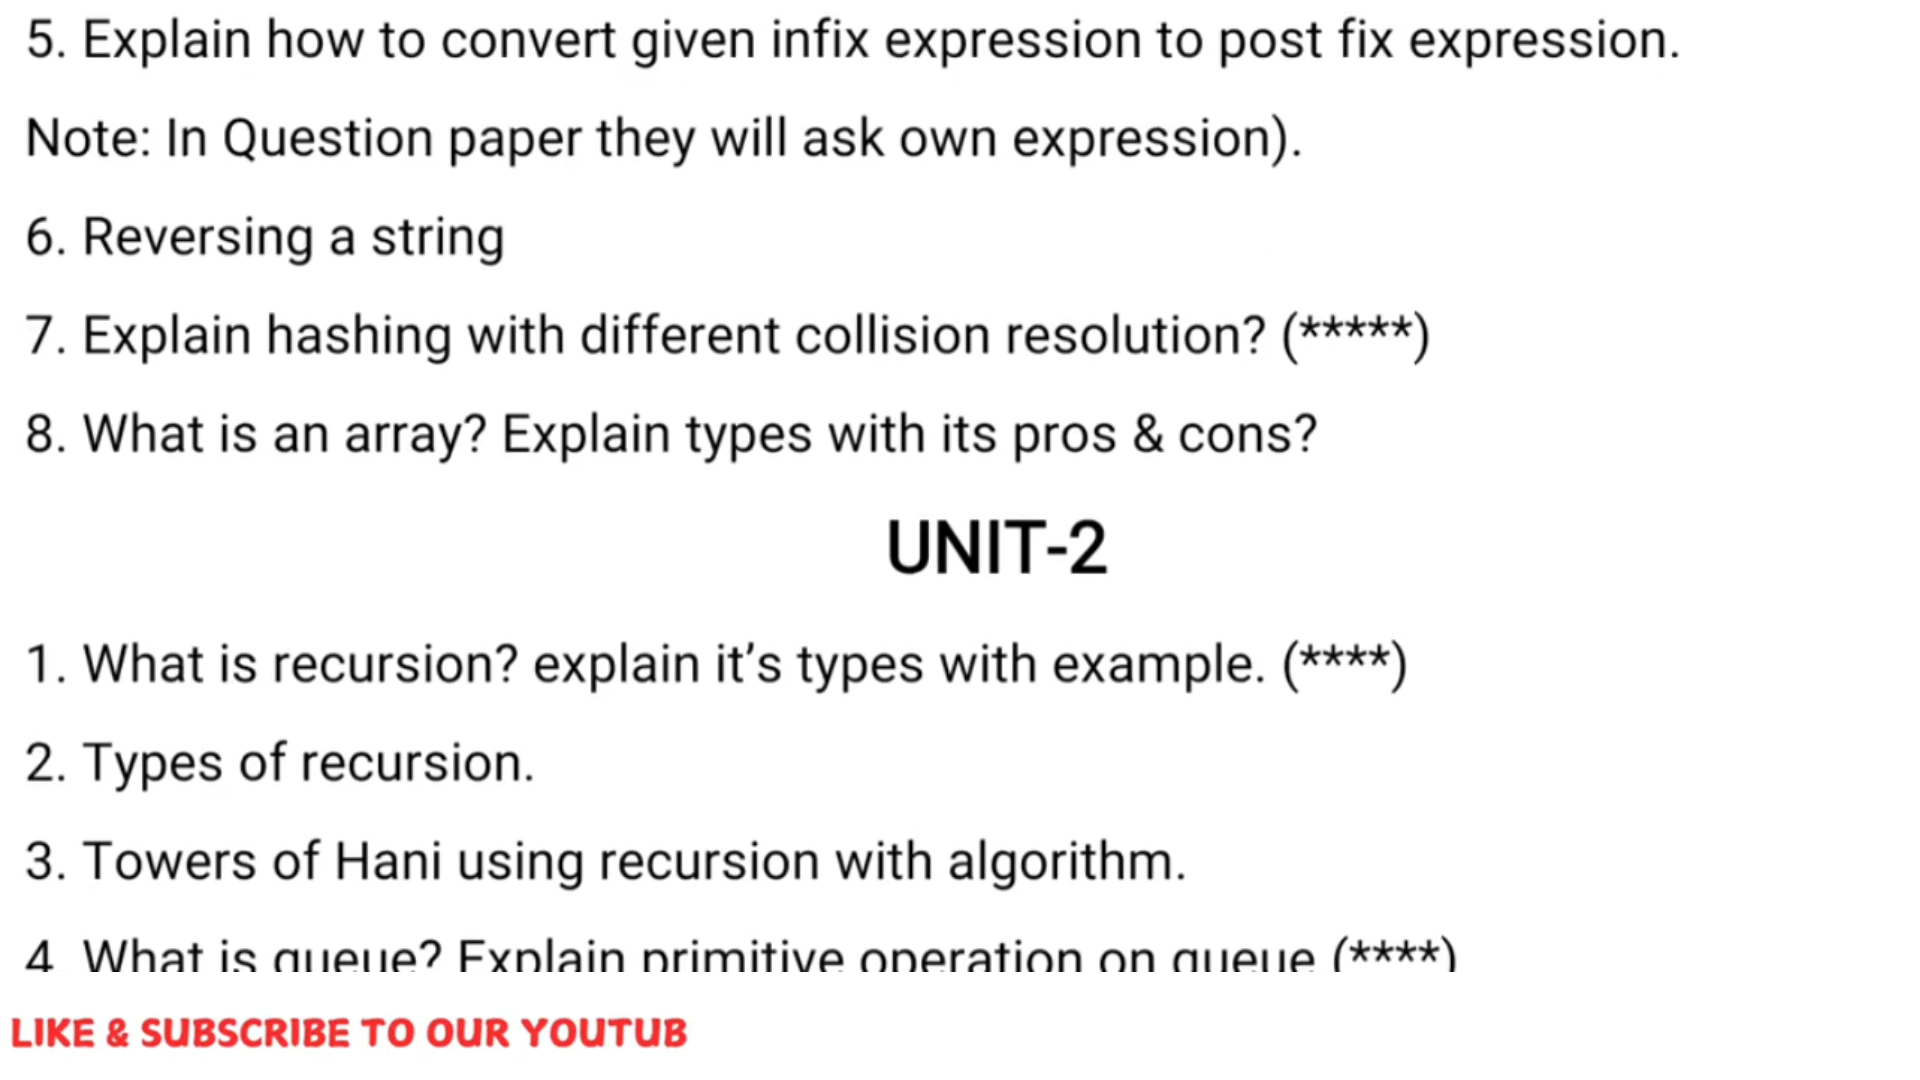 5. Explain how to convert given infix expression to post fix expression.
Note: In Question paper they will ask own expression).
6. Reversing a string
7. Explain hashing with different collision resolution? (*****)
8. What is an array? Explain types with its pros & cons?
UNIT-2
1. What is recursion? explain it’s types with example. (****)
2. Types of recursion.
3. Towers of Hani using recursion with algorithm.
4. What is queue? Explain primitive operation on queue (****)
LIKE & SUBSCRIBE TO OUR YOUTUB